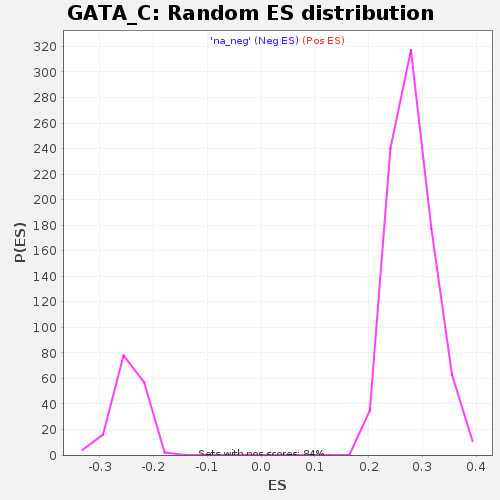 GATA_C: Random ES distribution
'na_neg' (Neg ES) (Pos ES)
P(ES)
320
300
280
260
240
220
200
180
160
140
120
100
80
60
40
20
0
Sets with pos scores: 84%
-0.3 -0.2 -0.1 0.0 0.1 0.2 0.3 0.4
ES